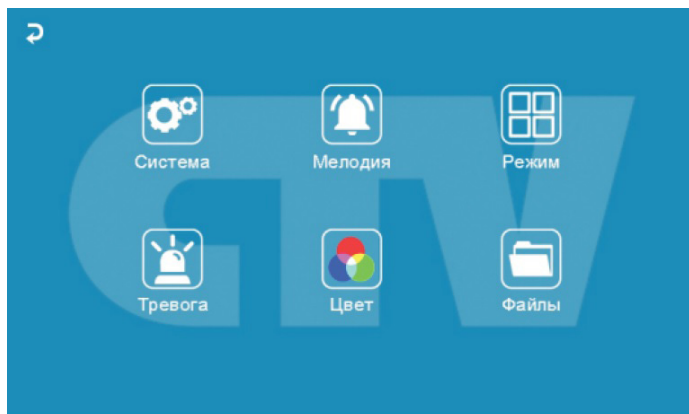 Система
Мелодия
Режим
Тревога
Цвет
Файлы
CTV